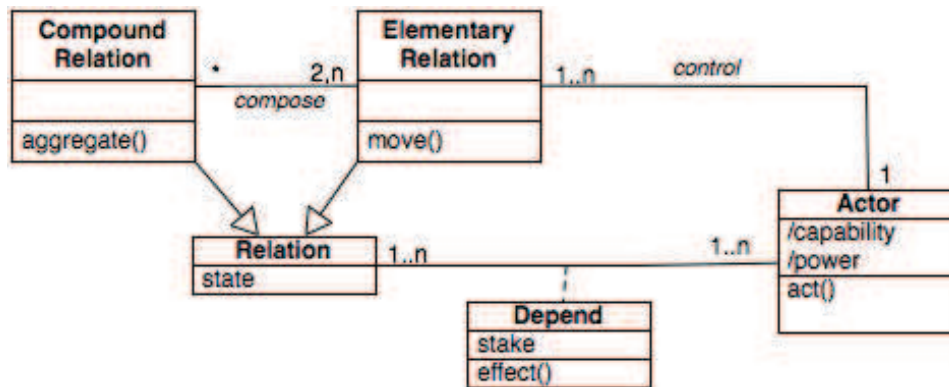 Compound
Relation
aggregate()
*
compose
2,n
Elementary
Relation
move()
1..n
control
1
Actor
/capability
/power
act()
Relation
state
1..n
1..n
Depend
stake
effect()